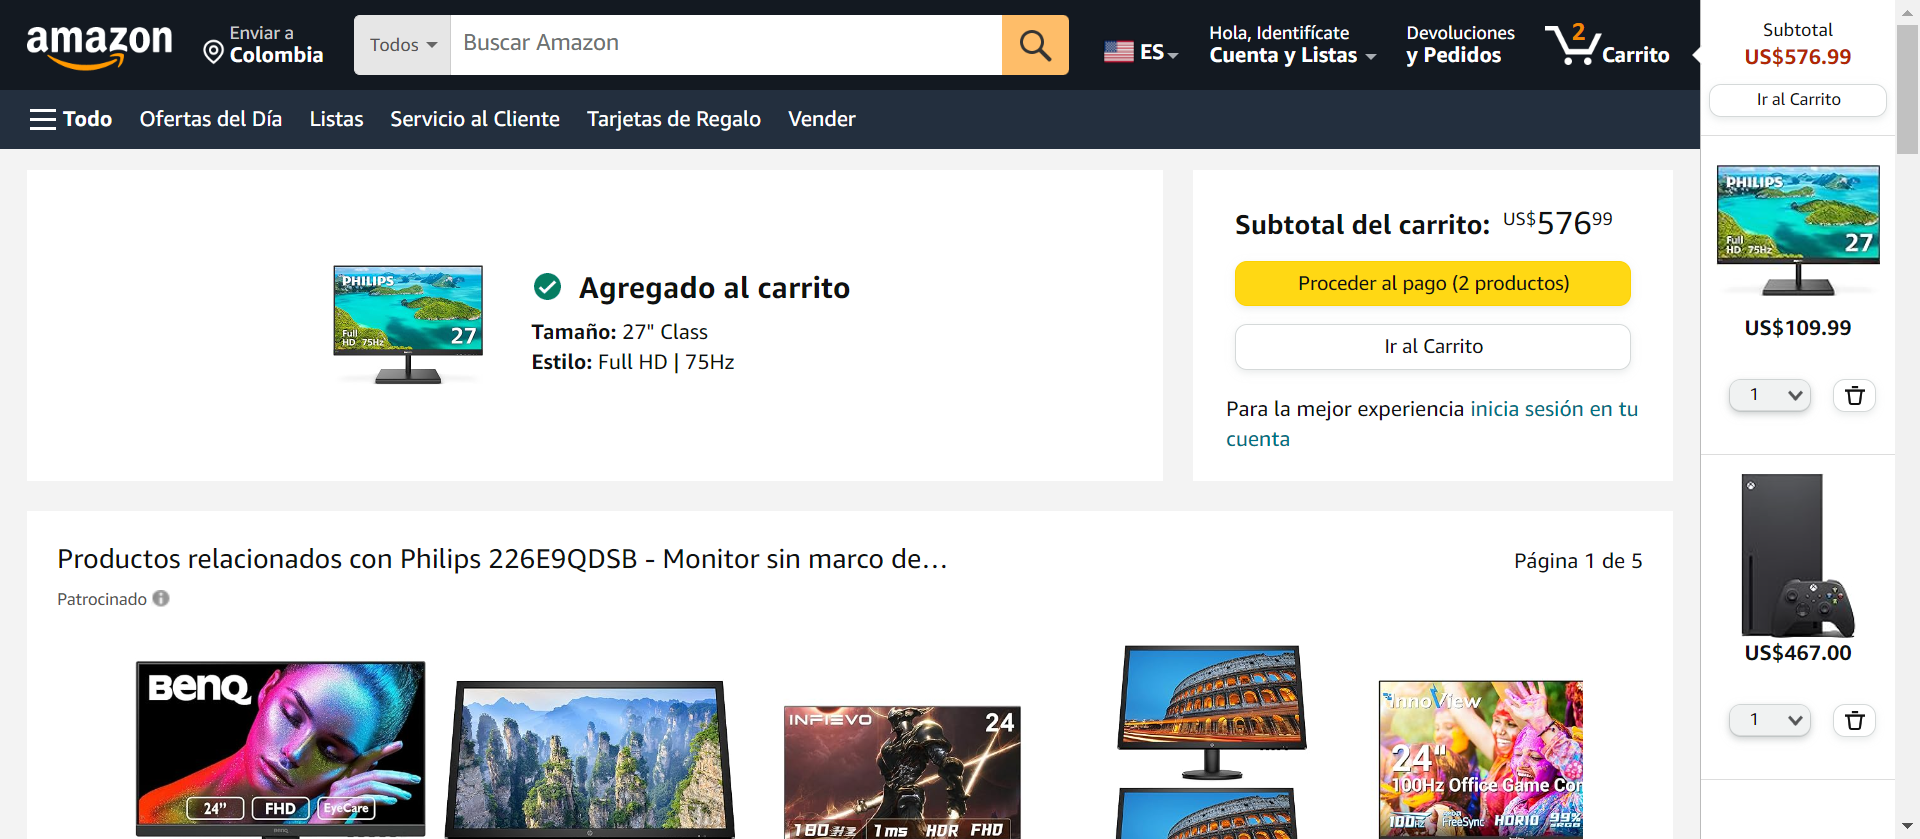 amazon
Enviar a
Colombia
Todos
Buscar Amazon
ES
Hola, Identifícate
Cuenta y Listas
Devoluciones
y Pedidos
2
Carrito
Subtotal
US$576.99
Ir al Carrito
Todo
Ofertas del Día
Listas
Servicio al Cliente
Tarjetas de Regalo
Vender
PHILIPS
Full
HD 75Hz
27
Agregado al carrito
Tamaño: 27" Class
Estilo: Full HD | 75Hz
Subtotal del carrito: US$576 99
Proceder al pago (2 productos)
Ir al Carrito
Para la mejor experiencia inicia sesión en tu
cuenta
PHILIPS
Full
HD 75Hz
27
US$109.99
1
US$467.00
1
Productos relacionados con Philips 226E9QDSB - Monitor sin marco de...
Página 1 de 5
Patrocinado
BENQ
24”
FHD
EyeCare
BENQ
INFIEVO
24
180HZ
1ms
HDR
FHD
InnoView
24"
100Hz Office Game Cor
100Hz
FreeSync
HDR10
99%
sRGB